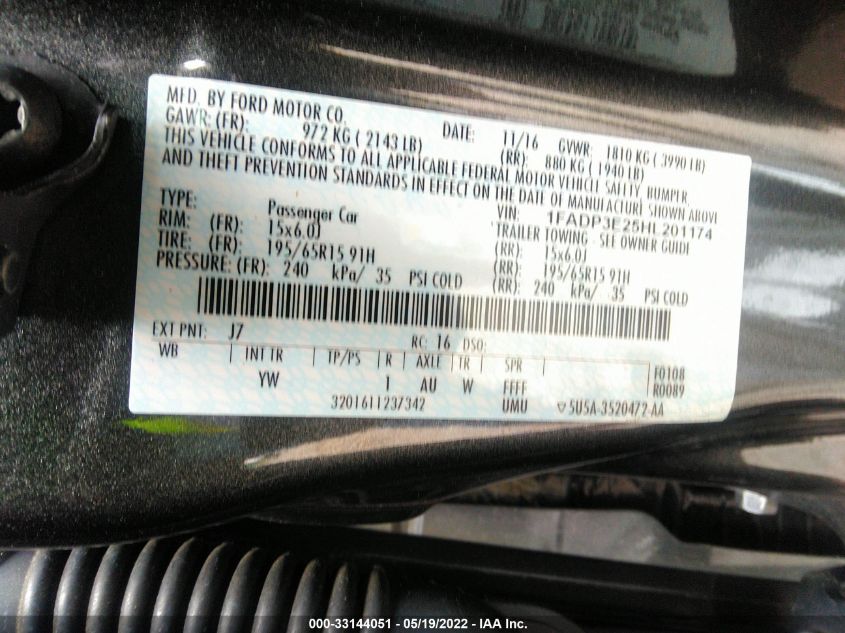 MFD. BY FORD MOTOR CO.
DATE: 11/16 GVWR: 1810 KG ( 3990 LB)
GAWR: (FR): 972 KG ( 2143 LB) (RR): 880 KG ( 1940 LB)
THIS VEHICLE CONFORMS TO ALL APPLICABLE FEDERAL MOTOR VEHICLE SAFETY, BUMPER,
AND THEFT PREVENTION STANDARDS IN EFFECT ON THE DATE OF MANUFACTURE SHOWN ABOVE
VIN: 1FADP3E25HL201174
TYPE: Passenger Car TRAILER TOWING - SEE OWNER GUIDE
RIM: (FR): 15x6.0J (RR): 15x6.0J
TIRE: (FR): 195/65R15 91H (RR): 195/65R15 91H
PRESSURE: (FR): 240 kPa/ 35 PSI COLD (RR): 240 kPa/ 35 PSI COLD
EXT PNT: J7 RC: 16 DSO:
WB INT TR TP/PS R AXLE TR SPR F0108
YW 1 AU W FFFF R0089
3201611237342 UMU 5U5A-3520472-AA
000-33144051 - 05/19/2022 - IAA Inc.